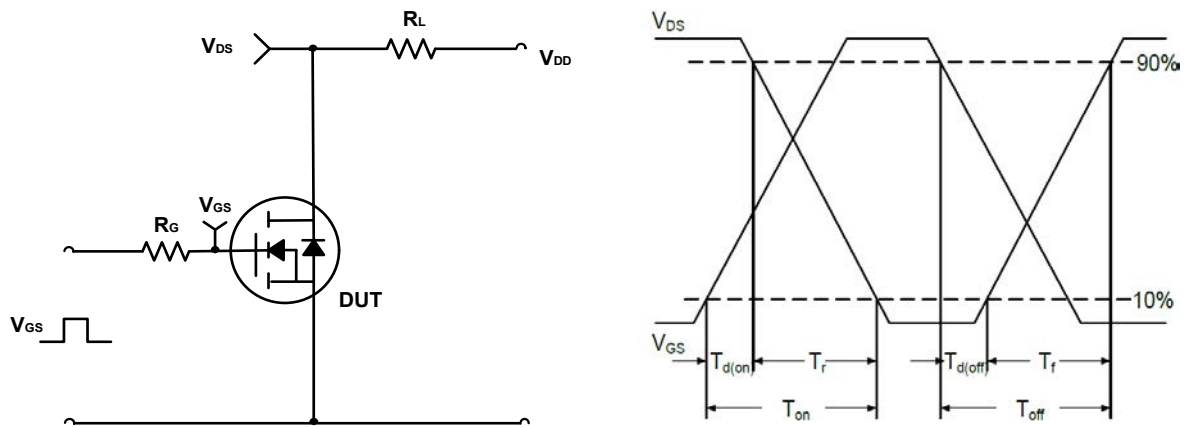 RL
VDS
VDD
VGS
RG
DUT
VGS
VDS
90%
10%
VGS
Td(on)
Tr
Td(off)
Tf
Ton
Toff